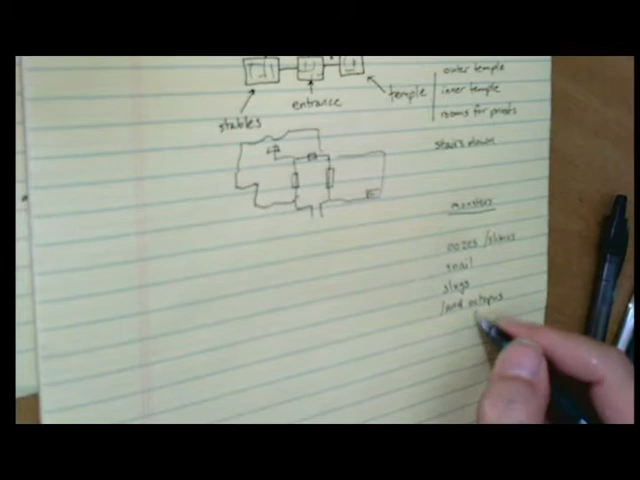 outer temple
inner temple
temple
rooms for priests
entrance
stables
stairs down
monsters
oozes/slimes
snail
slugs
land octopus